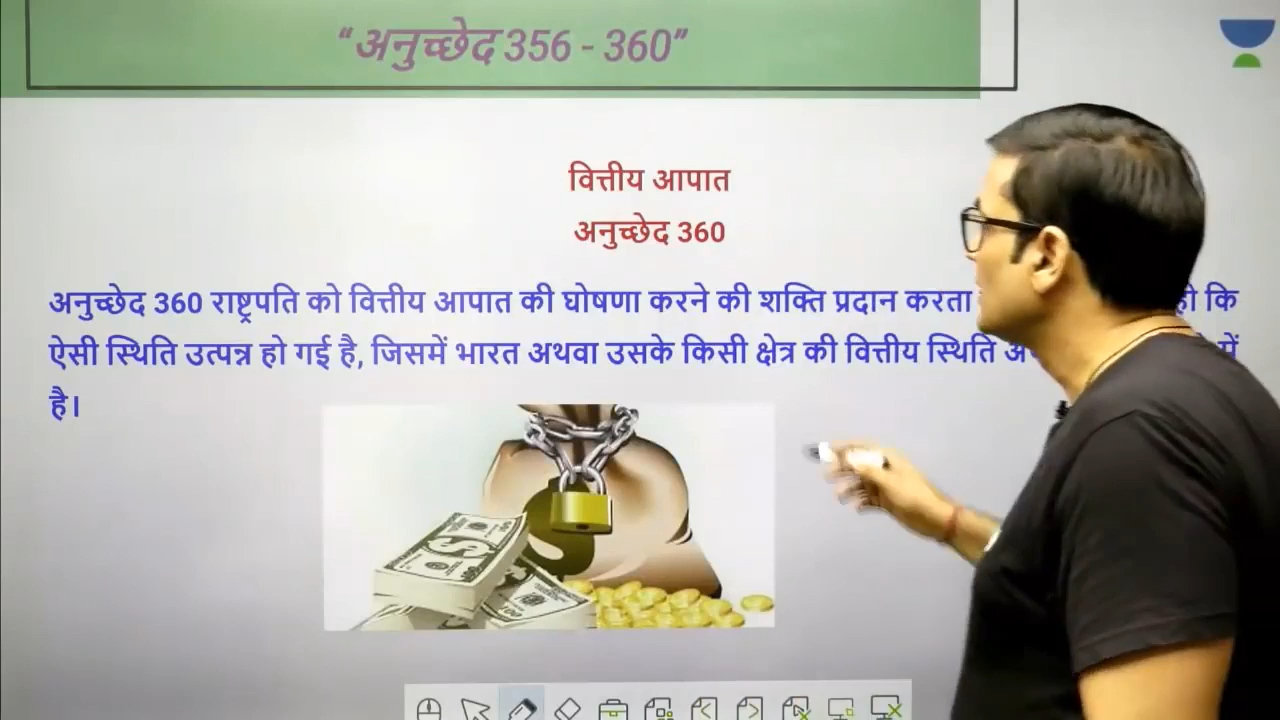 “अनुच्छेद 356 - 360”
वित्तीय आपात
अनुच्छेद 360
अनुच्छेद 360 राष्ट्रपति को वित्तीय आपात की घोषणा करने की शक्ति प्रदान करता हो कि
ऐसी स्थिति उत्पन्न हो गई है, जिसमें भारत अथवा उसके किसी क्षेत्र की वित्तीय स्थिति में
है।